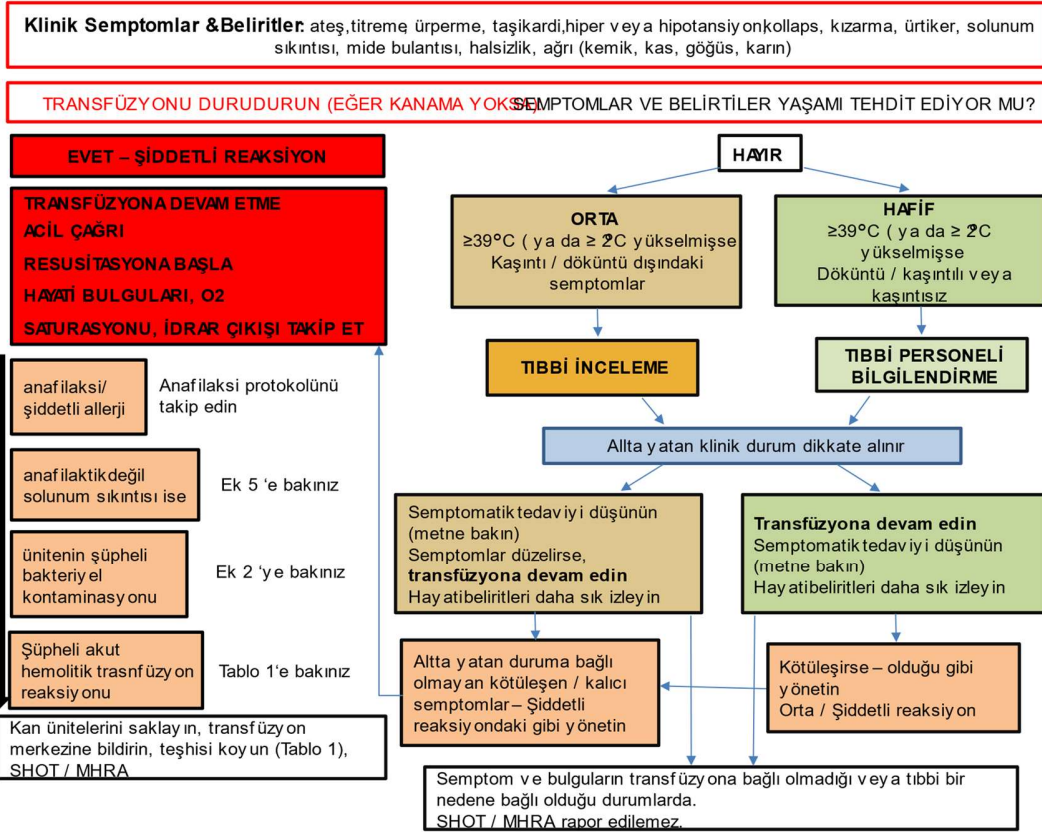 Klinik Semptomlar &Beliritler: ateş,titreme, ürperme, taşikardi,hiper veya hipotansiyon,kollaps, kızarma, ürtiker, solunum
sıkıntısı, mide bulantısı, halsizlik, ağrı (kemik, kas, göğüs, karın)
TRANSFÜZYONU DURUDURUN (EĞER KANAMA YOKSA) SEMPTOMLAR VE BELIRTİLER YAŞAMI TEHDİT EDİYOR MU?
EVET – ŞİDDETLİ REAKSİYON
TRANSFÜZYONA DEVAM ETME
ACİL ÇAĞRI
RESUSİTASYONA BAŞLA
HAYATİ BULGULARI, O2
SATURASYONU, İDRAR ÇIKIŞI TAKİP ET
anafilaksi/
şiddetli allerji
Anafilaksi protokolünü
takip edin
anafilaktikdeğil
solunum sıkıntısı ise
Ek 5 'e bakınız
ünitenin şüpheli
bakteriyel
kontaminasyonu
Ek 2 'ye bakınız
Şüpheli akut
hemolitik trasnfüzyon
reaksiyonu
Tablo 1'e bakınız
Kan ünitelerini saklayın, transfüzyon
merkezine bildirin, teşhisi koyun (Tablo 1),
SHOT / MHRA
HAYIR
ORTA
≥39°C ( ya da ≥ 2°C yükselmişse
Kaşıntı / döküntü dışındaki
semptomlar
HAFİF
≥39°C ( ya da ≥ 2°C
yükselmişse
Döküntü / kaşıntılı veya
kaşıntısız
TIBBİ İNCELEME
TIBBİ PERSONELİ
BİLGİLENDİRME
Allta yatan klinik durum dikkate alınır
Semptomatik tedaviyi düşünün
(metne bakın)
Semptomlar düzelirse,
transfüzyona devam edin
Hayatibeliritleri daha sık izleyin
Transfüzyona devam edin
Semptomatik tedaviyi düşünün
(metne bakın)
Hayatibeliritleri daha sık izleyin
Altta yatan duruma bağlı
olmayan kötüleşen / kalıcı
semptomlar – Şiddetli
reaksiyondaki gibi yönetin
Kötüleşirse – olduğu gibi
yönetin
Orta / Şiddetli reaksiyon
Semptom ve bulguların transfüzyona bağlı olmadığı veya tıbbi bir
nedene bağlı olduğu durumlarda.
SHOT / MHRA rapor edilemez.